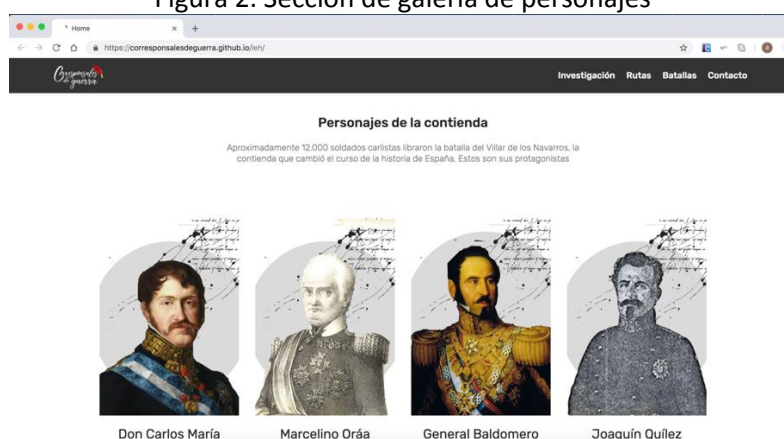 Figura 2. Sección de galería de personajes
Home
https://corresponsalesdeguerra.github.io/ieh/
Corresponsales
de guerra
Investigación Rutas Batallas Contacto
Personajes de la contienda
Aproximadamente 12.000 soldados carlistas libraron la batalla del Villar de los Navarros, la
contienda que cambió el curso de la historia de España. Estos son sus protagonistas
Don Carlos María Marcelino Oráa General Baldomero Joaquín Quílez